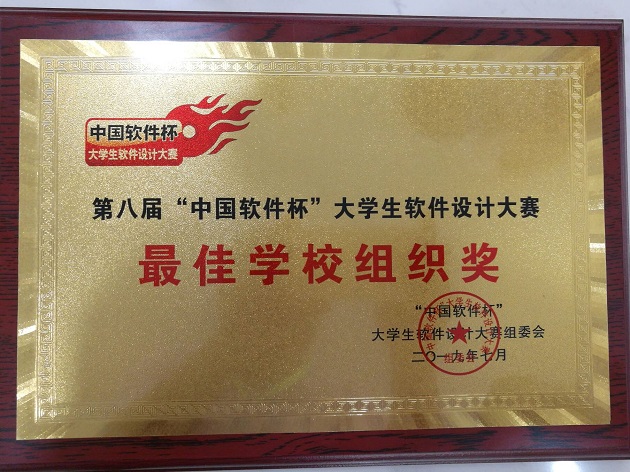 中国软件杯
大学生软件设计大赛
第八届“中国软件杯”大学生软件设计大赛
最佳学校组织奖
“中国软件杯”
大学生软件设计大赛组委会
二〇一九年七月